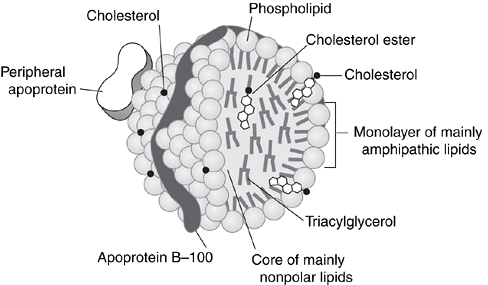 Phospholipid
Cholesterol
Cholesterol ester
Cholesterol
Peripheral
apoprotein
Monolayer of mainly
amphipathic lipids
Triacylglycerol
Apoprotein B–100
Core of mainly
nonpolar lipids